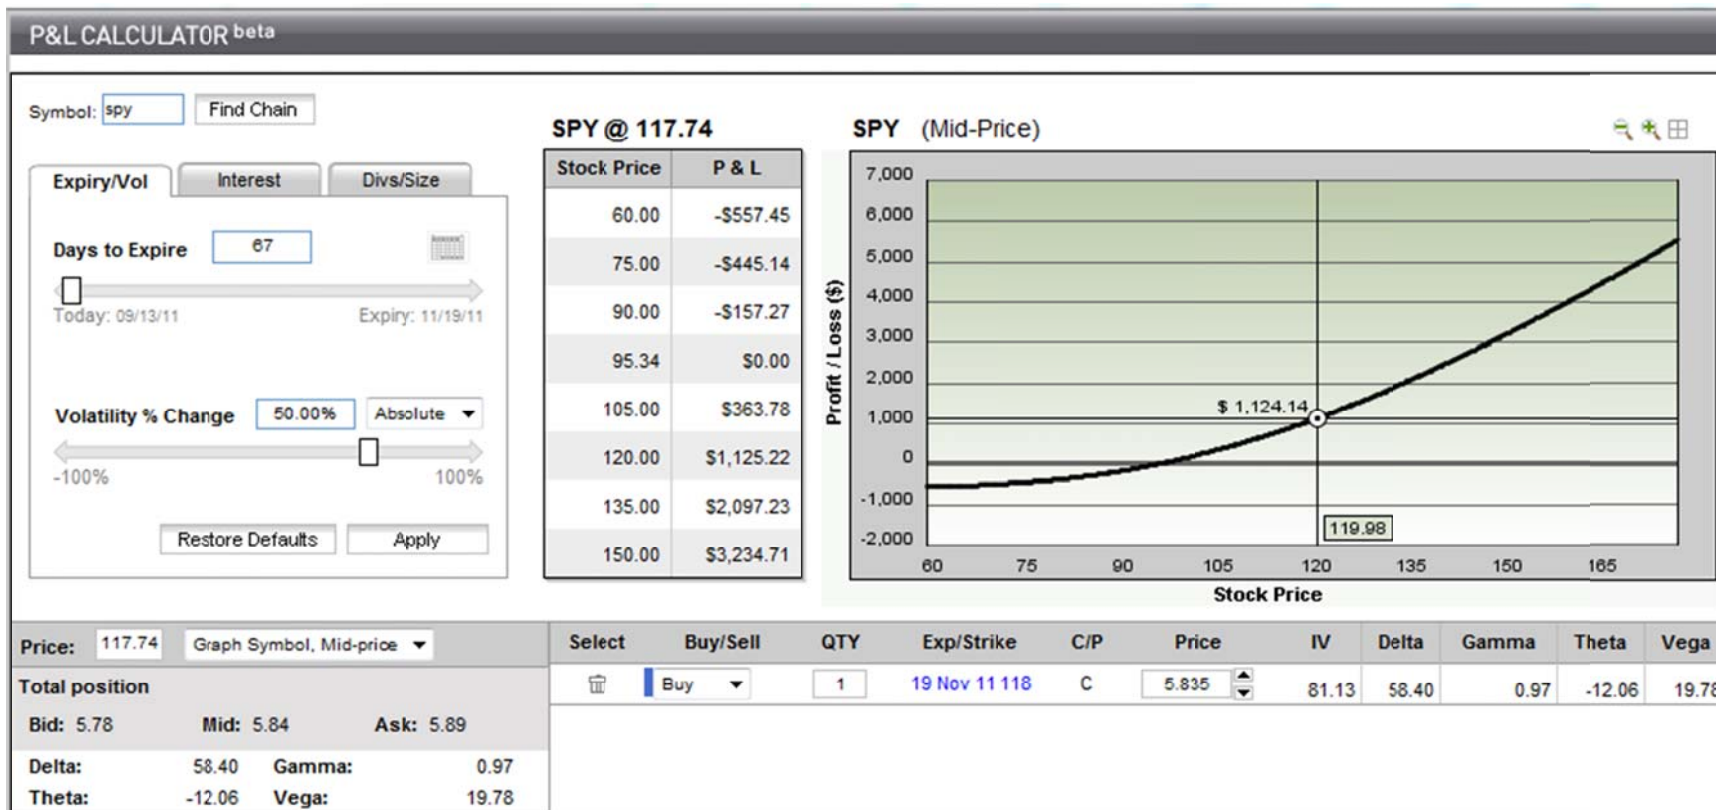 P&L CALCULATOR beta
Symbol: spy Find Chain
Expiry/Vol Interest Divs/Size
Days to Expire 67
Today: 09/13/11 Expiry: 11/19/11
Volatility % Change 50.00% Absolute
-100% 100%
Restore Defaults Apply
SPY @ 117.74
Stock Price P & L
60.00 -$557.45
75.00 -$445.14
90.00 -$157.27
95.34 $0.00
105.00 $363.78
120.00 $1,125.22
135.00 $2,097.23
150.00 $3,234.71
SPY (Mid-Price)
Profit / Loss ($)
7,000
6,000
5,000
4,000
3,000
2,000
1,000
0
-1,000
-2,000
$ 1,124.14
119.98
60 75 90 105 120 135 150 165
Stock Price
Price: 117.74 Graph Symbol, Mid-price
Total position
Bid: 5.78 Mid: 5.84 Ask: 5.89
Delta: 58.40 Gamma: 0.97
Theta: -12.06 Vega: 19.78
Select Buy/Sell QTY Exp/Strike C/P Price IV Delta Gamma Theta Vega
Buy 1 19 Nov 11 118 C 5.835 81.13 58.40 0.97 -12.06 19.78